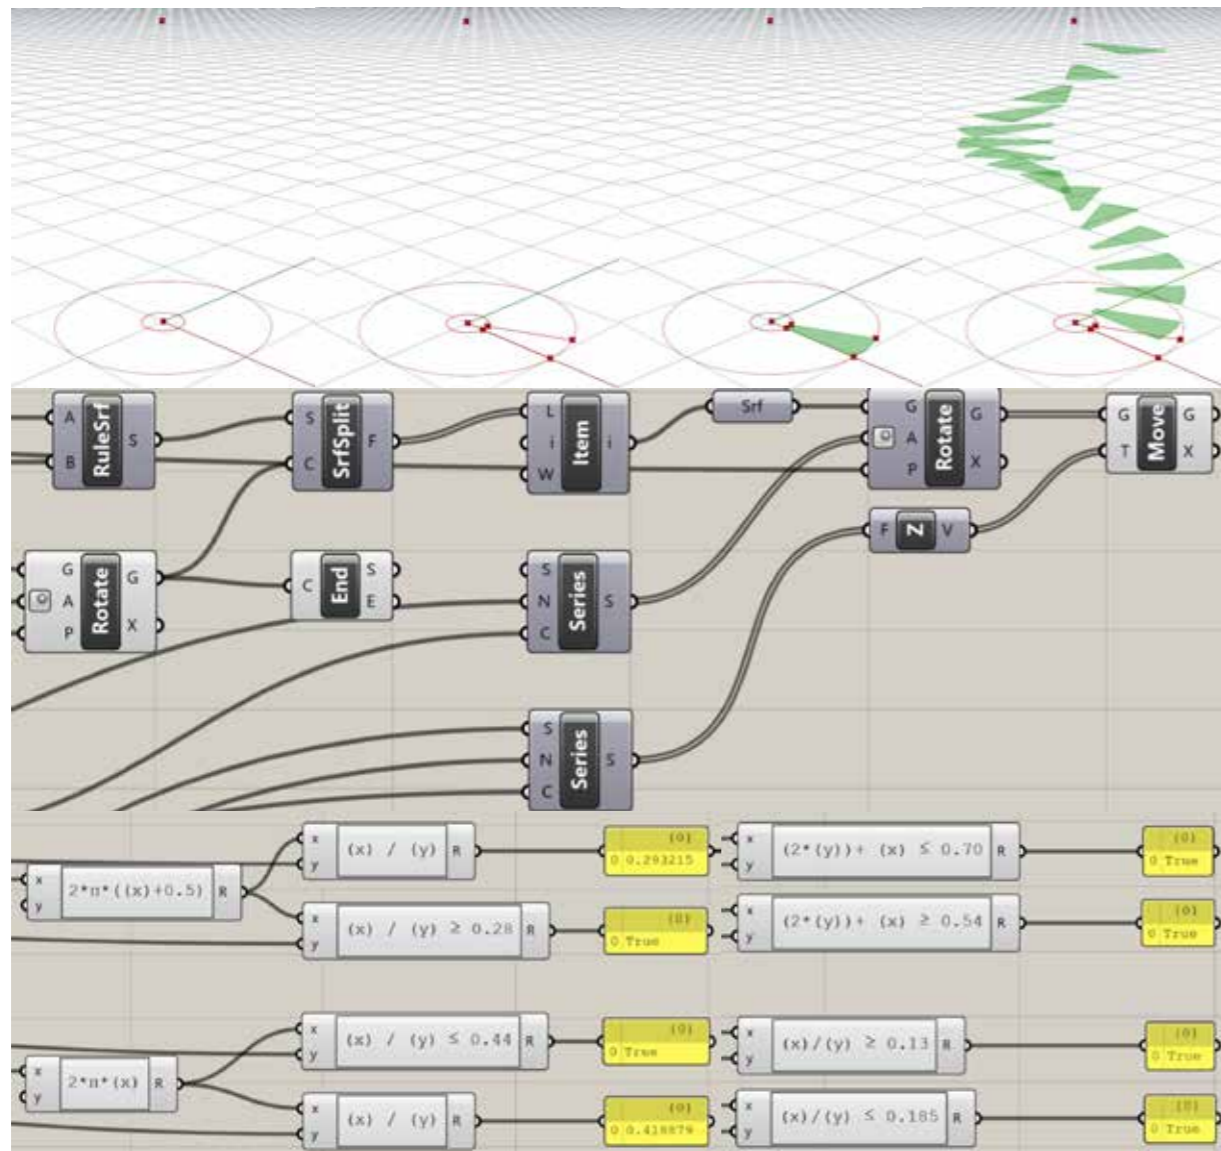 A
B
RuleSrf
S
S
C
SrfSplit
F
L
i
W
Item
i
Srf
G
A
P
Rotate
G
X
G
T
Move
G
X
F
Z
V
G
A
P
Rotate
G
X
C
End
S
E
S
N
C
Series
S
S
N
C
Series
S
x
y
2*π*((x)+0.5)
R
x
y
(x) / (y)
R
{0}
0 0.293215
x
y
(2*(y))+ (x) ≤ 0.70
R
{0}
0 True
x
y
(x) / (y) ≥ 0.28
R
{0}
0 True
x
y
(2*(y))+ (x) ≥ 0.54
R
{0}
0 True
x
y
2*π*(x)
R
x
y
(x) / (y) ≤ 0.44
R
{0}
0 True
x
y
(x)/(y) ≥ 0.13
R
{0}
0 True
x
y
(x) / (y)
R
{0}
0 0.418879
x
y
(x)/(y) ≤ 0.185
R
{0}
0 True